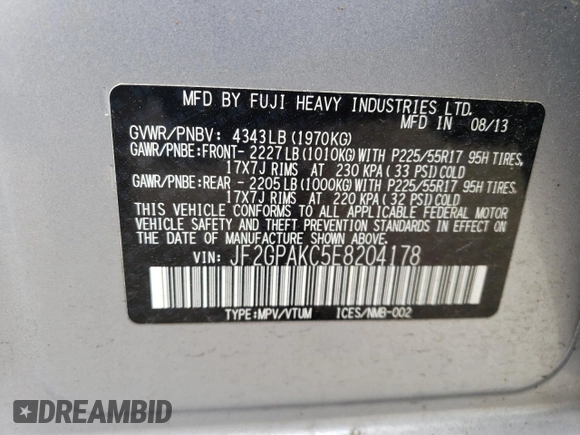 MFD BY FUJI HEAVY INDUSTRIES LTD.
MFD IN 08/13
GVWR/PNBV: 4343LB(1970KG)
GAWR/PNBE:FRONT- 2227LB(1010KG)WITH P225/55R17 95H TIRES,
17X7J RIMS AT 230 KPA( 33 PSI)COLD
GAWR/PNBE:REAR - 2205LB(1000KG)WITH P225/55R17 95H TIRES,
17X7J RIMS AT 220 KPA( 32 PSI)COLD
THIS VEHICLE CONFORMS TO ALL APPLICABLE FEDERAL MOTOR
VEHICLE SAFETY AND THEFT PREVENTION STANDARDS IN EFFECT
ON THE DATE OF MANUFACTURE SHOWN ABOVE.
VIN: JF2GPAKC5E8204178
TYPE:MPV/VTUM ICES/NMB-002
DREAMBID